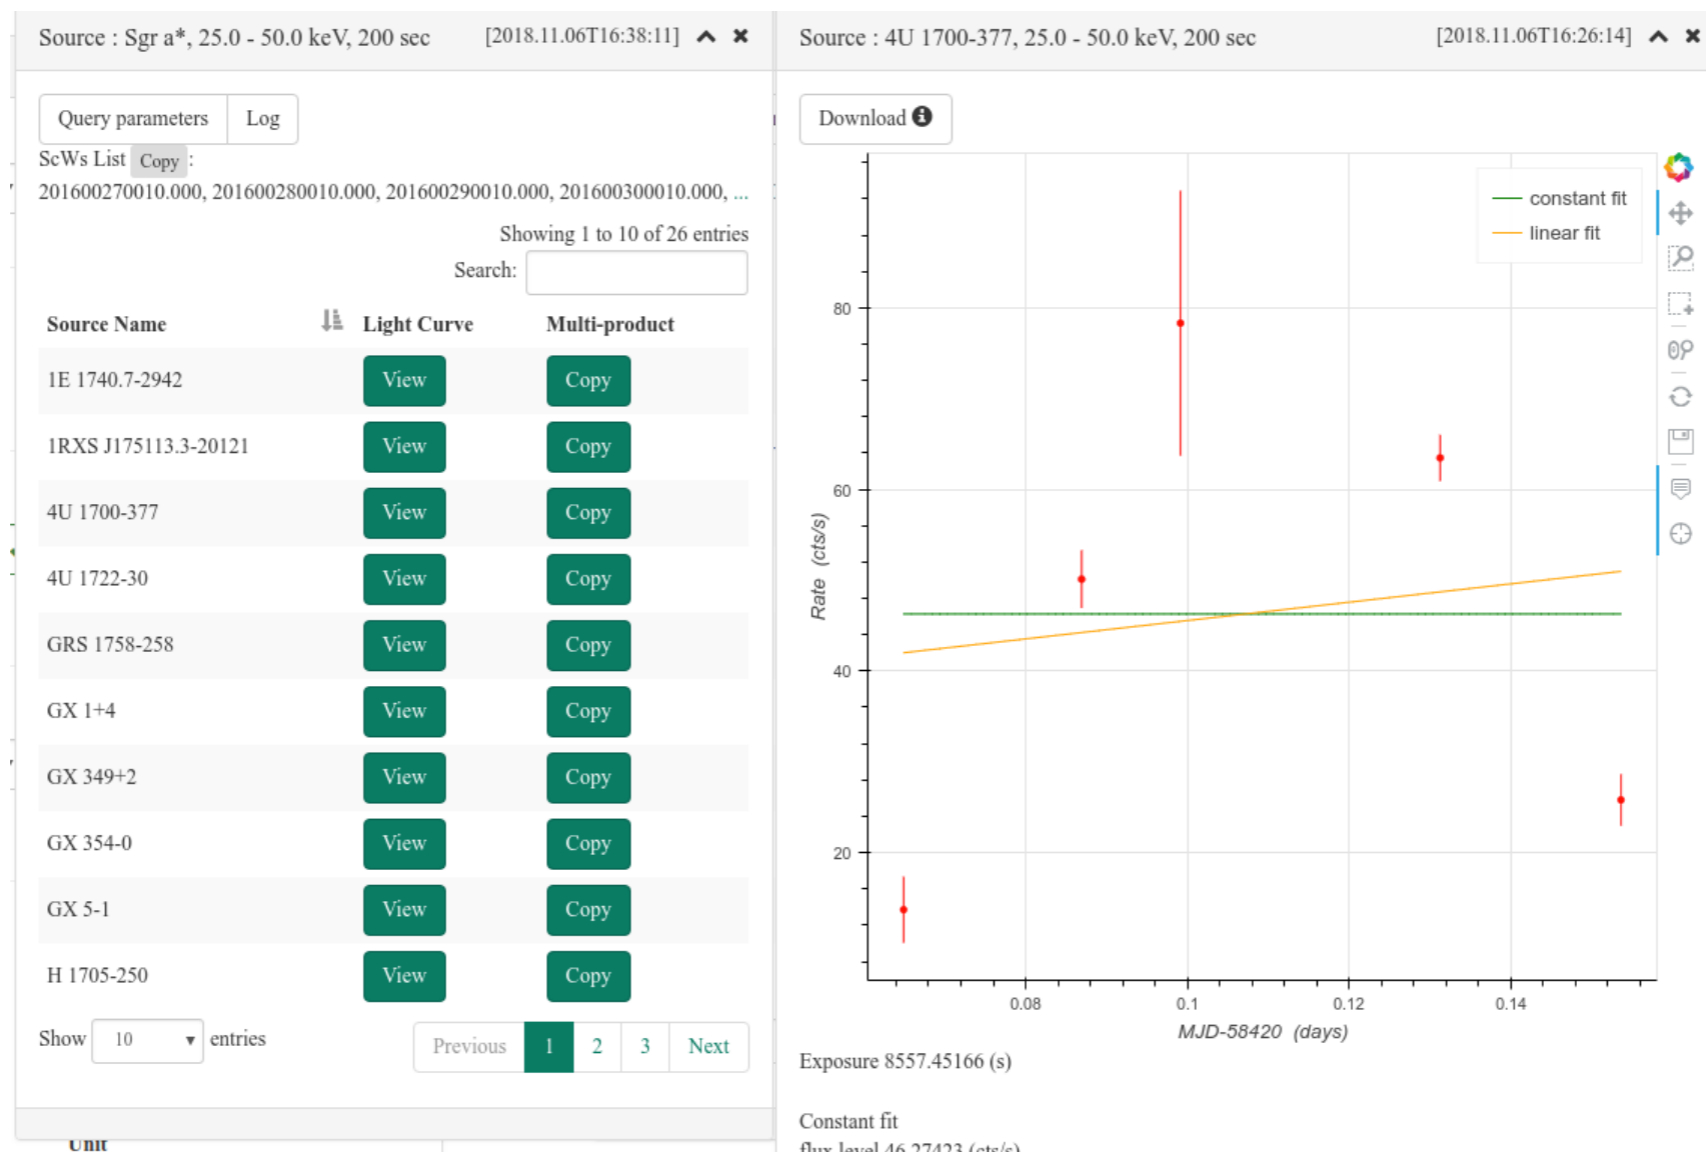 Source : Sgr a*, 25.0 - 50.0 keV, 200 sec [2018.11.06T16:38:11]
Query parameters Log
ScWs List Copy :
201600270010.000, 201600280010.000, 201600290010.000, 201600300010.000, ...
Showing 1 to 10 of 26 entries
Search:
Source Name Light Curve Multi-product
1E 1740.7-2942 View Copy
1RXS J175113.3-20121 View Copy
4U 1700-377 View Copy
4U 1722-30 View Copy
GRS 1758-258 View Copy
GX 1+4 View Copy
GX 349+2 View Copy
GX 354-0 View Copy
GX 5-1 View Copy
H 1705-250 View Copy
Show 10 entries
Previous 1 2 3 Next
Unit
Source : 4U 1700-377, 25.0 - 50.0 keV, 200 sec [2018.11.06T16:26:14]
Download
constant fit
linear fit
80
60
40
20
Rate (cts/s)
0.08 0.1 0.12 0.14
MJD-58420 (days)
Exposure 8557.45166 (s)
Constant fit
flux level 46.27423 (cts/s)